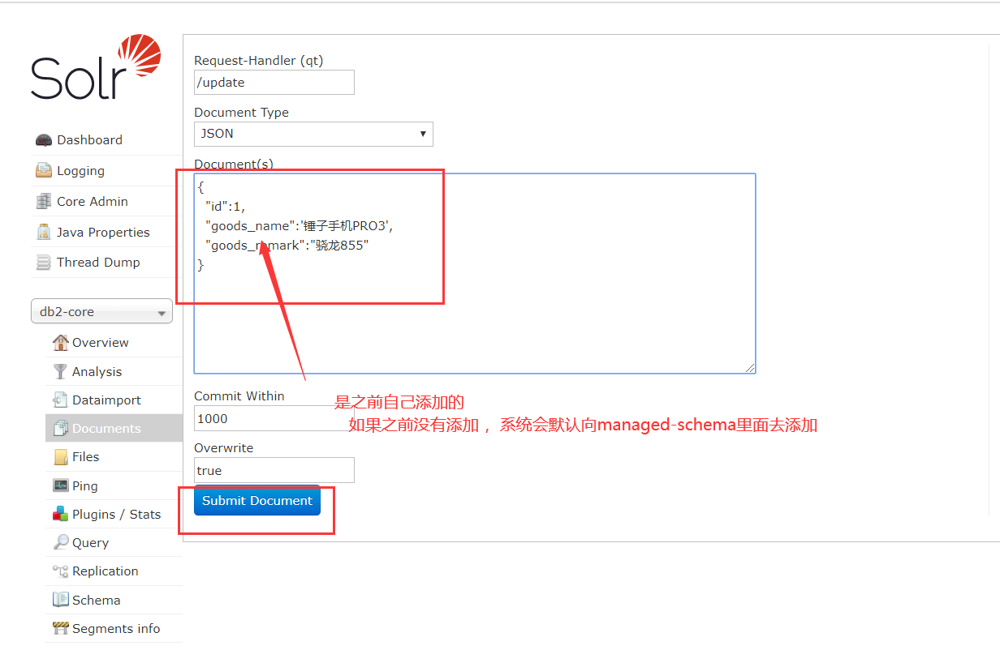 Solr
Request-Handler (qt)
/update
Document Type
JSON
Document(s)
{
"id":1,
"goods_name":'锤子手机PRO3',
"goods_remark":"骁龙855"
}
Commit Within
1000
Overwrite
true
Submit Document
是之前自己添加的
如果之前没有添加 ，系统会默认向managed-schema里面去添加
Dashboard
Logging
Core Admin
Java Properties
Thread Dump
db2-core
Overview
Analysis
Dataimport
Documents
Files
Ping
Plugins / Stats
Query
Replication
Schema
Segments info